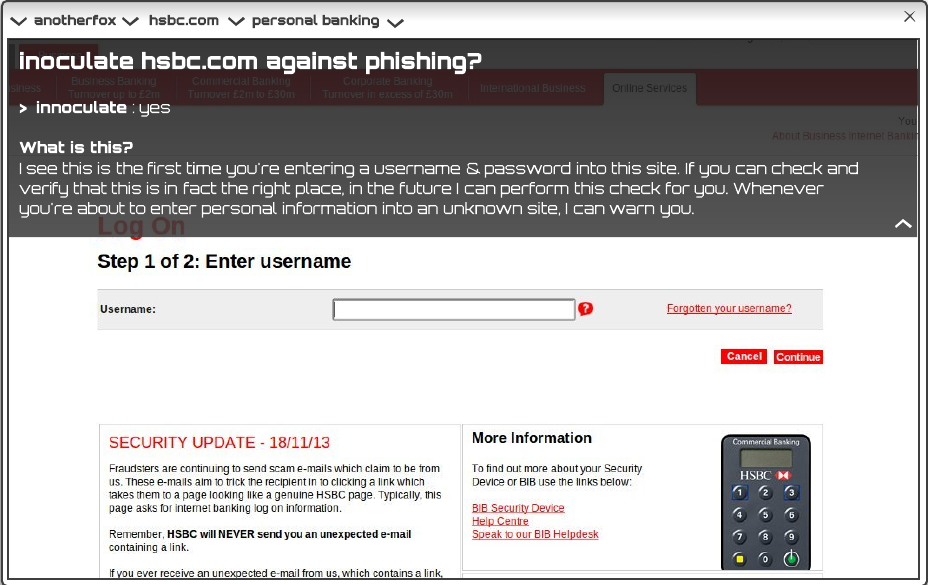 anotherfox hsbc.com personal banking
inoculate hsbc.com against phishing?
Business Banking Commercial Banking Corporate Banking
Turnover up to £2m Turnover £2m to £30m Turnover in excess of £30m International Business Online Services
> innoculate : yes
You
About Business Internet Bankin
What is this?
I see this is the first time you're entering a username & password into this site. If you can check and
verify that this is in fact the right place, in the future I can perform this check for you. Whenever
you're about to enter personal information into an unknown site, I can warn you.
Log On
Step 1 of 2: Enter username
Username: ? Forgotten your username?
Cancel Continue
SECURITY UPDATE - 18/11/13
Fraudsters are continuing to send scam e-mails which claim to be from
us. These e-mails aim to trick the recipient in to clicking a link which
takes them to a page looking like a genuine HSBC page. Typically, this
page asks for internet banking log on information.
Remember, HSBC will NEVER send you an unexpected e-mail
containing a link.
If you ever receive an unexpected e-mail from us, which contains a link,
More Information
To find out more about your Security
Device or BIB use the links below:
BIB Security Device
Help Centre
Speak to our BIB Helpdesk
Commercial Banking
HSBC
1 2 3
4 5 6
7 8 9
0